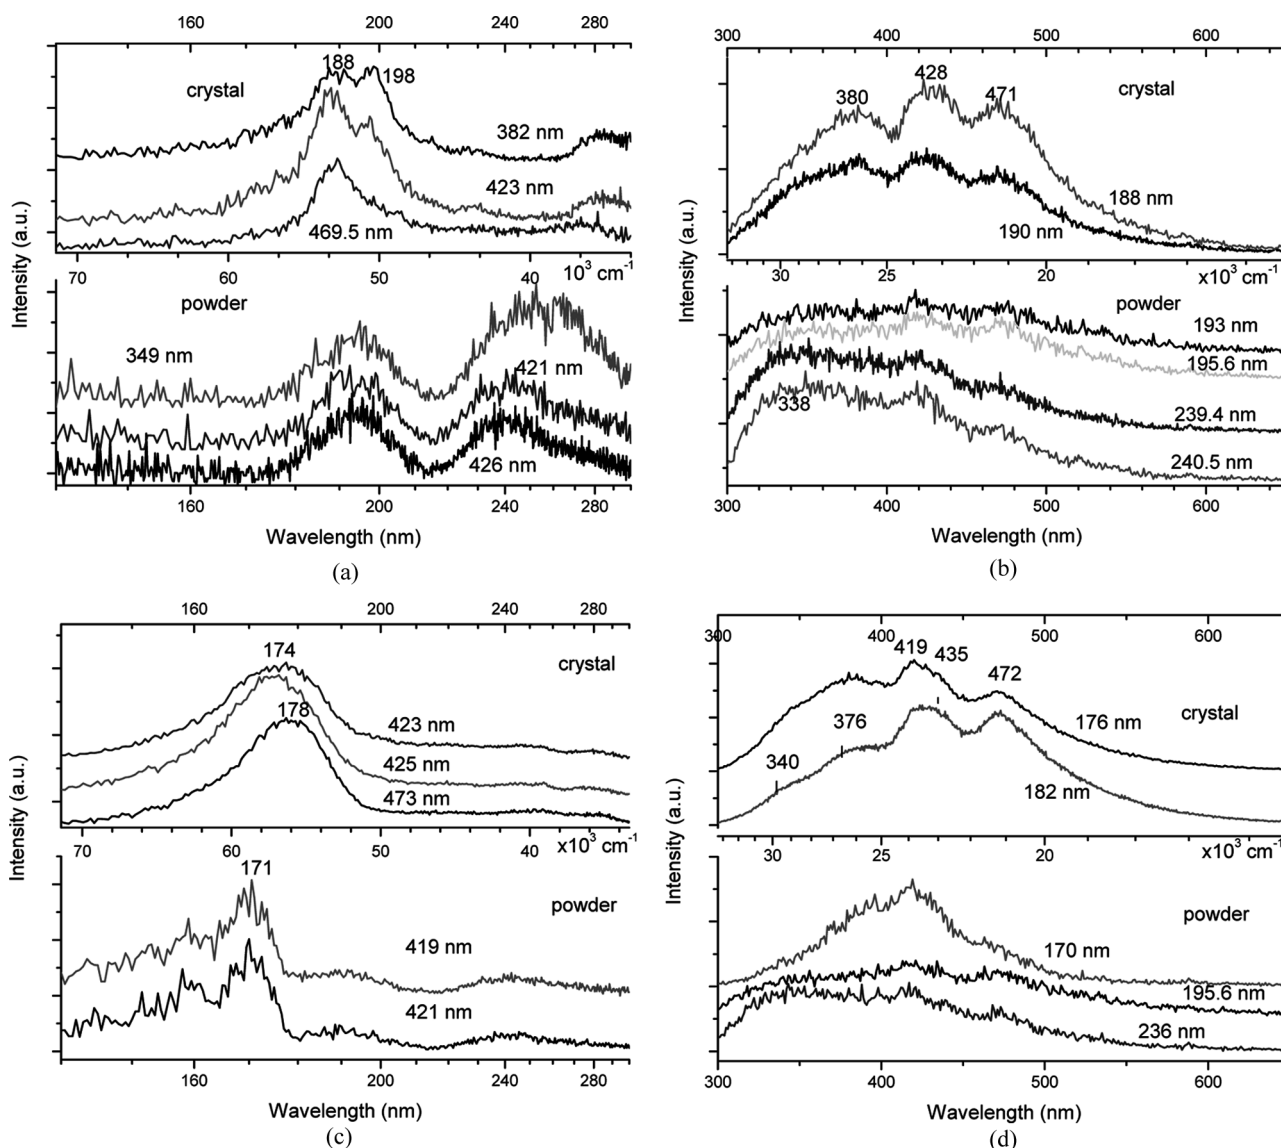 160 200 240 280
188
198
crystal
382 nm
423 nm
469.5 nm
70 60 50 40 10³ cm⁻¹
powder
349 nm
421 nm
426 nm
160 200 240 280
Wavelength (nm)
Intensity (a.u.)
(a)
300 400 500 600
380
428
471
crystal
188 nm
190 nm
30 25 20 x10³ cm⁻¹
powder
193 nm
195.6 nm
239.4 nm
338
240.5 nm
300 400 500 600
Wavelength (nm)
Intensity (a.u.)
(b)
160 200 240 280
174
crystal
178
423 nm
425 nm
473 nm
70 60 50 40 x10³ cm⁻¹
171
powder
419 nm
421 nm
160 200 240 280
Wavelength (nm)
Intensity (a.u.)
(c)
300 400 500 600
419
435
472
176 nm
crystal
376
340
182 nm
30 25 20 x10³ cm⁻¹
powder
170 nm
195.6 nm
236 nm
300 400 500 600
Wavelength (nm)
Intensity (a.u.)
(d)